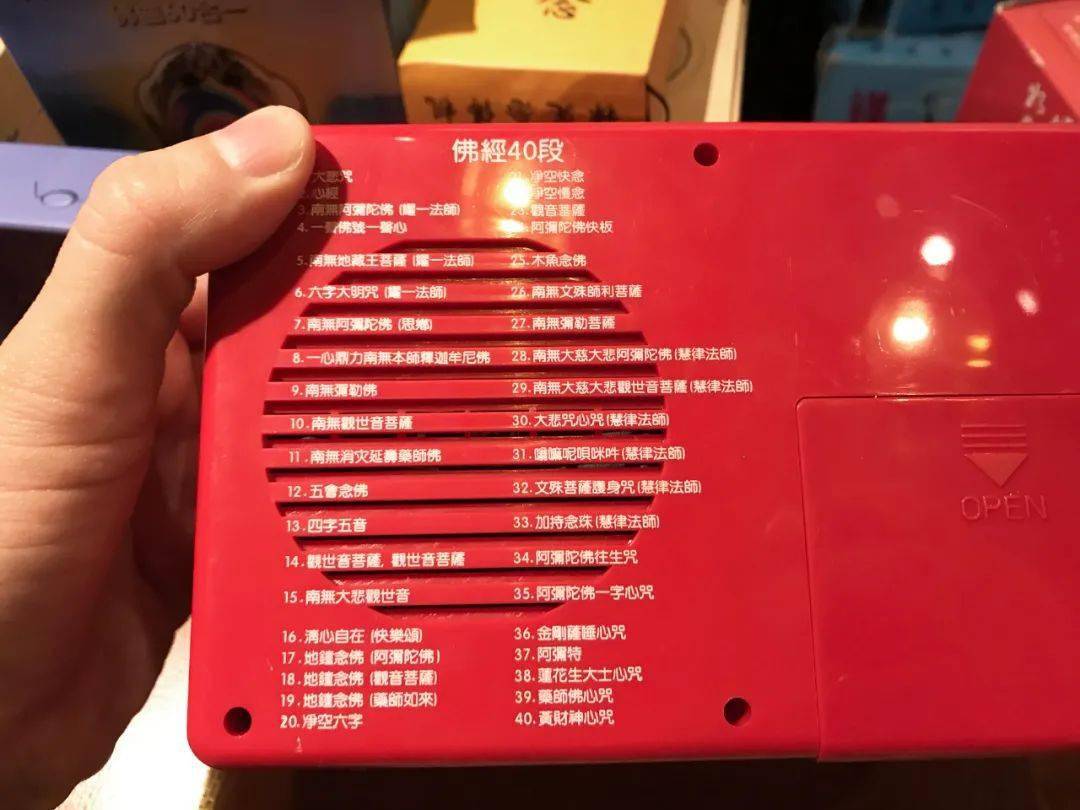 合一
佛經40段
大悲咒
2. 心經
3. 南無阿彌陀佛 (耀一法師)
4. 一聲佛號一聲心
5. 南無地藏王菩薩 (耀一法師)
6. 六字大明咒 (耀一法師)
7. 南無阿彌陀佛 (思鄉)
8. 一心鼎力南無本師釋迦牟尼佛
9. 南無彌勒佛
10. 南無觀世音菩薩
11. 南無消灾延壽藥師佛
12. 五會念佛
13. 四字五音
14. 觀世音菩薩, 觀世音菩薩
15. 南無大悲觀世音
16. 清心自在 (快樂頌)
17. 地鐘念佛 (阿彌陀佛)
18. 地鐘念佛 (觀音菩薩)
19. 地鐘念佛 (藥師如來)
20. 凈空六字
21. 凈空快念
凈空慢念
23. 觀音菩薩
阿彌陀佛快板
25. 木魚念佛
26. 南無文殊師利菩薩
27. 南無彌勒菩薩
28. 南無大慈大悲阿彌陀佛 (慧律法師)
29. 南無大慈大悲觀世音菩薩 (慧律法師)
30. 大悲咒心咒 (慧律法師)
31. 嗡嘛呢唄咪吽 (慧律法師)
32. 文殊菩薩護身咒 (慧律法師)
33. 加持念珠 (慧律法師)
34. 阿彌陀佛往生咒
35. 阿彌陀佛一字心咒
36. 金剛薩睡心咒
37. 阿彌特
38. 蓮花生大士心咒
39. 藥師佛心咒
40. 黃財神心咒
OPEN